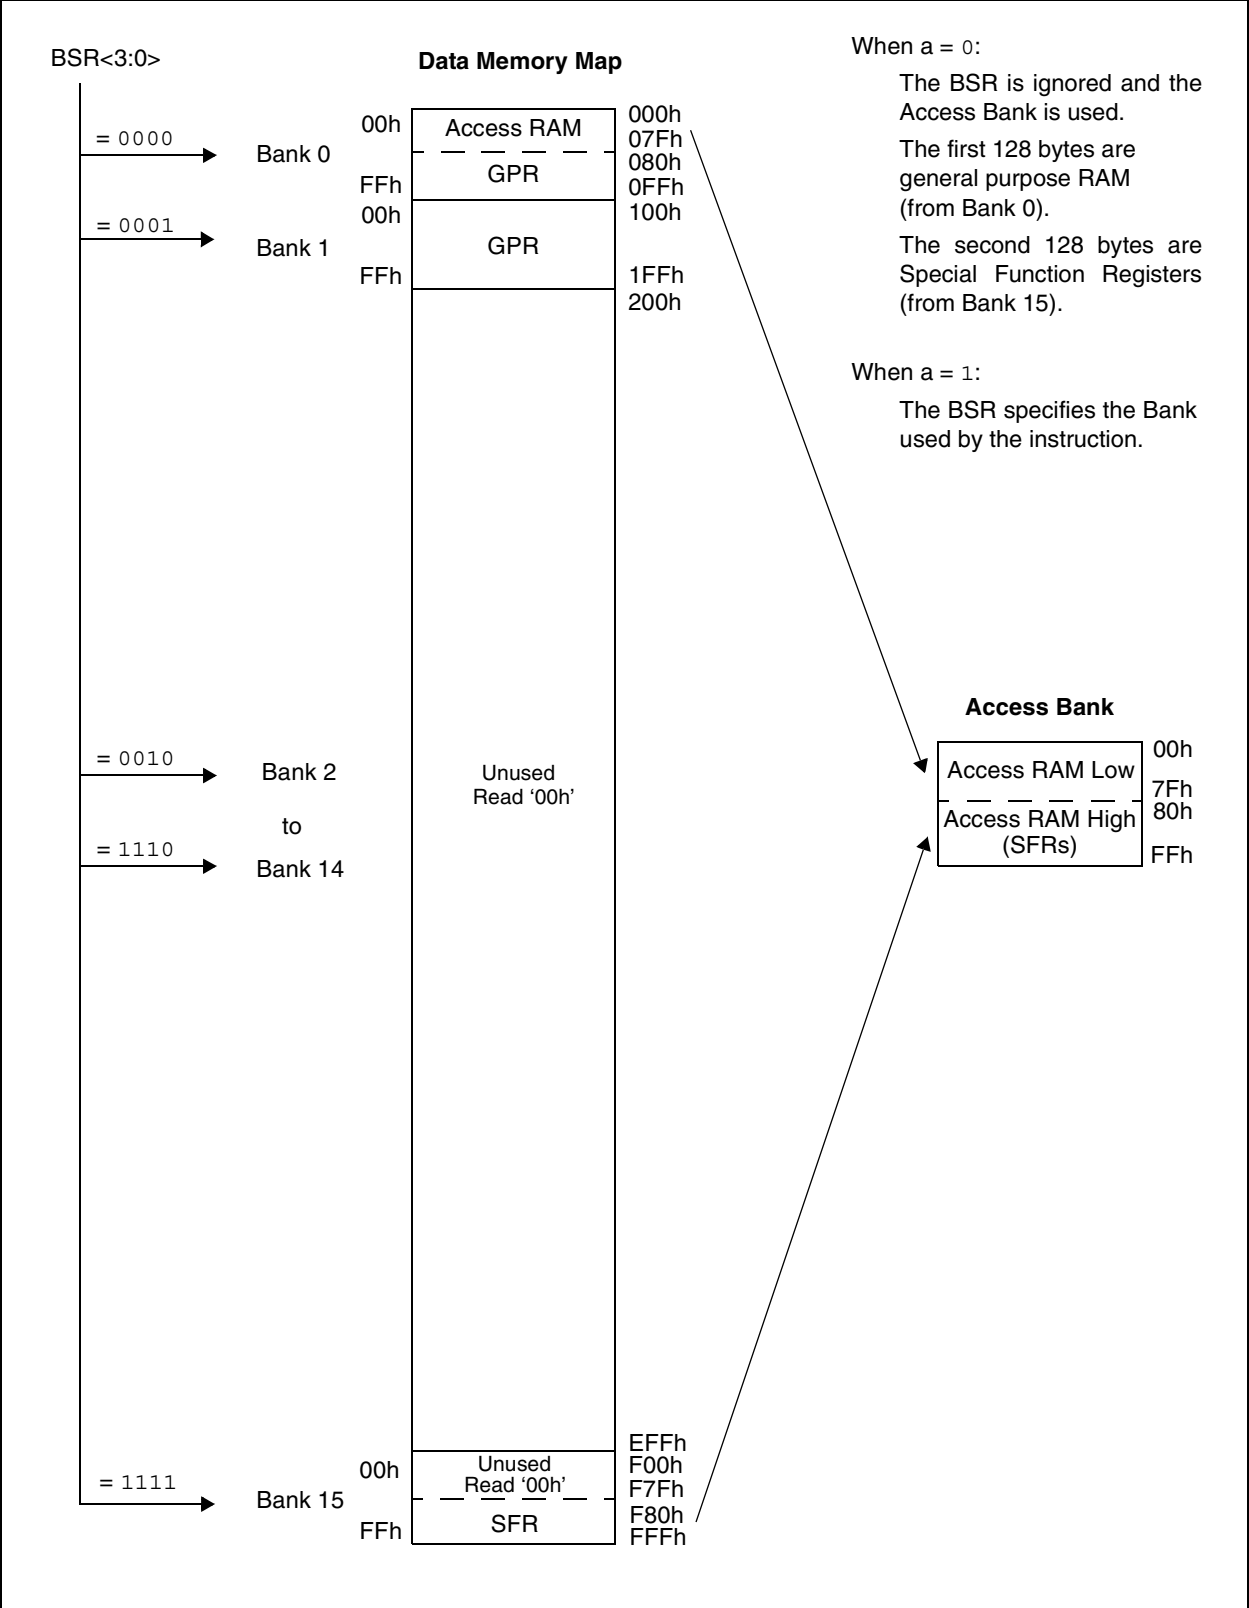 BSR<3:0>
Data Memory Map
= 0000
Bank 0
00h
FFh
Access RAM
GPR
000h
07Fh
080h
0FFh
= 0001
Bank 1
00h
FFh
GPR
100h
1FFh
200h
= 0010
Bank 2
to
= 1110
Bank 14
Unused
Read ‘00h’
= 1111
Bank 15
00h
FFh
Unused
Read ‘00h’
SFR
EFFh
F00h
F7Fh
F80h
FFFh
When a = 0:
The BSR is ignored and the
Access Bank is used.
The first 128 bytes are
general purpose RAM
(from Bank 0).
The second 128 bytes are
Special Function Registers
(from Bank 15).
When a = 1:
The BSR specifies the Bank
used by the instruction.
Access Bank
Access RAM Low
Access RAM High
(SFRs)
00h
7Fh
80h
FFh